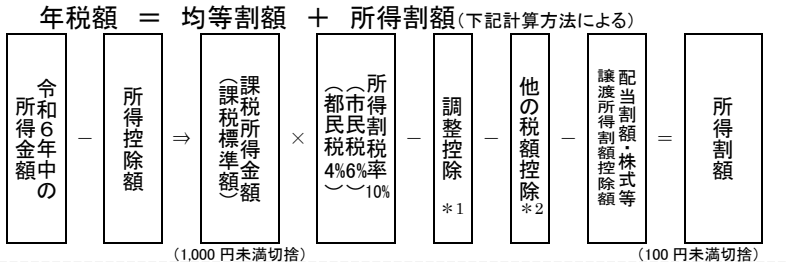 年税額 ＝ 均等割額 ＋ 所得割額(下記計算方法による)
令和６年中の
所得金額
－
所得控除額
⇒
課税所得金額
（課税標準額）
×
所得割税率10%
（市民税6%）
（都民税4%）
－
調整控除 ＊1
－
他の税額控除 ＊2
－
配当割額・株式等
譲渡所得割額控除額
＝
所得割額
(1,000 円未満切捨)
(100 円未満切捨)